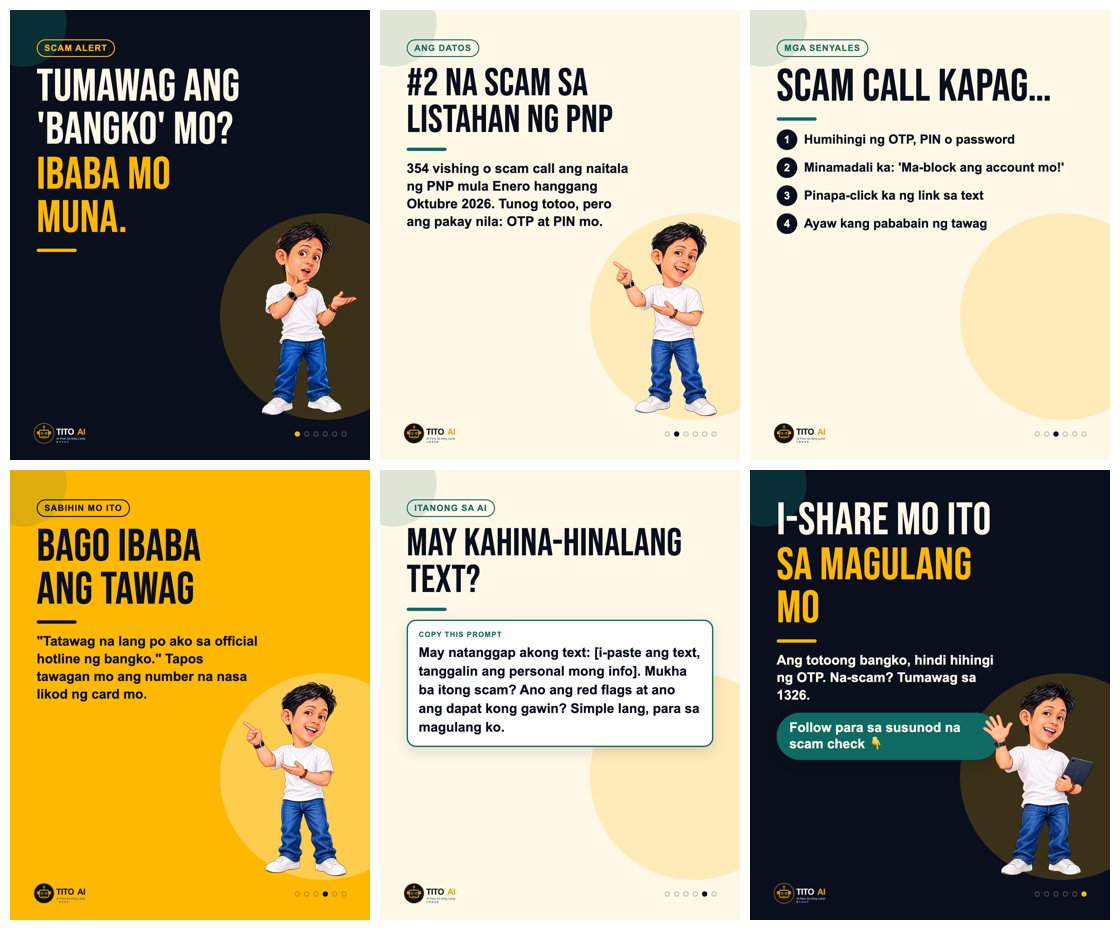 SCAM ALERT
TUMAWAG ANG
'BANGKO' MO?
IBABA MO
MUNA.
TITO AI
ANG DATOS
#2 NA SCAM SA
LISTAHAN NG PNP
354 vishing o scam call ang naitala
ng PNP mula Enero hanggang
Oktubre 2026. Tunog totoo, pero
ang pakay nila: OTP at PIN mo.
TITO AI
MGA SENYALES
SCAM CALL KAPAG...
1 Humihingi ng OTP, PIN o password
2 Minamadali ka: 'Ma-block ang account mo!'
3 Pinapa-click ka ng link sa text
4 Ayaw kang pababain ng tawag
TITO AI
SABIHIN MO ITO
BAGO IBABA
ANG TAWAG
"Tatawag na lang po ako sa official
hotline ng bangko." Tapos
tawagan mo ang number na nasa
likod ng card mo.
TITO AI
ITANONG SA AI
MAY KAHINA-HINALANG
TEXT?
COPY THIS PROMPT
May natanggap akong text: [i-paste ang text,
tanggalin ang personal mong info]. Mukha
ba itong scam? Ano ang red flags at ano
ang dapat kong gawin? Simple lang, para sa
magulang ko.
TITO AI
I-SHARE MO ITO
SA MAGULANG
MO
Ang totoong bangko, hindi hihingi
ng OTP. Na-scam? Tumawag sa
1326.
Follow para sa susunod na
scam check 👇
TITO AI